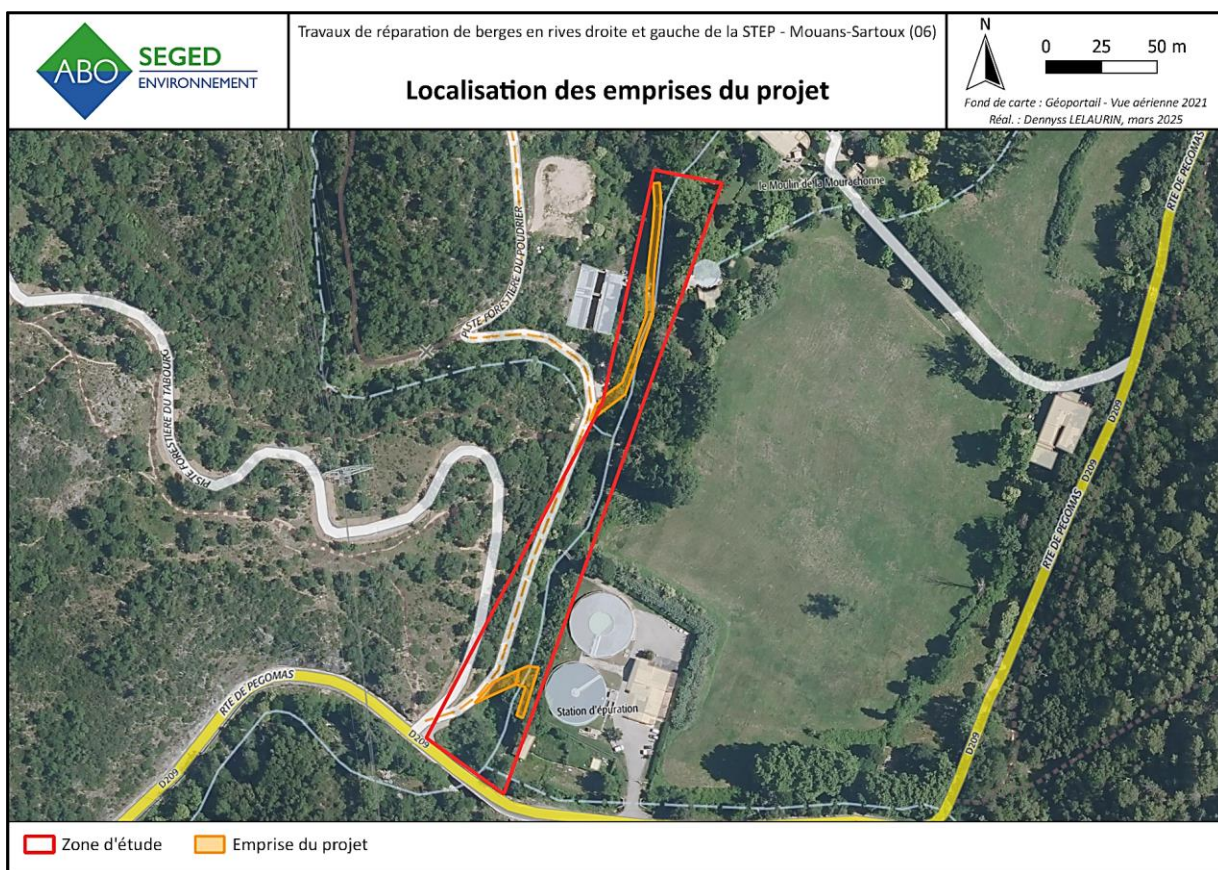 ABO
SEGED
ENVIRONNEMENT
Travaux de réparation de berges en rives droite et gauche de la STEP - Mouans-Sartoux (06)
Localisation des emprises du projet
N
0 25 50 m
Fond de carte : Géoportail - Vue aérienne 2021
Réal. : Dennyss LELAURIN, mars 2025
le Moulin de la Mourachonne
RTE DE PEGOMAS
PISTE FORESTIERE DU POUDRIER
PISTE FORESTIERE DU TABOURG
D209
RTE DE PEGOMAS
D209
RTE DE PEGOMAS
Station d'épuration
D209
D209
D209
Zone d'étude
Emprise du projet